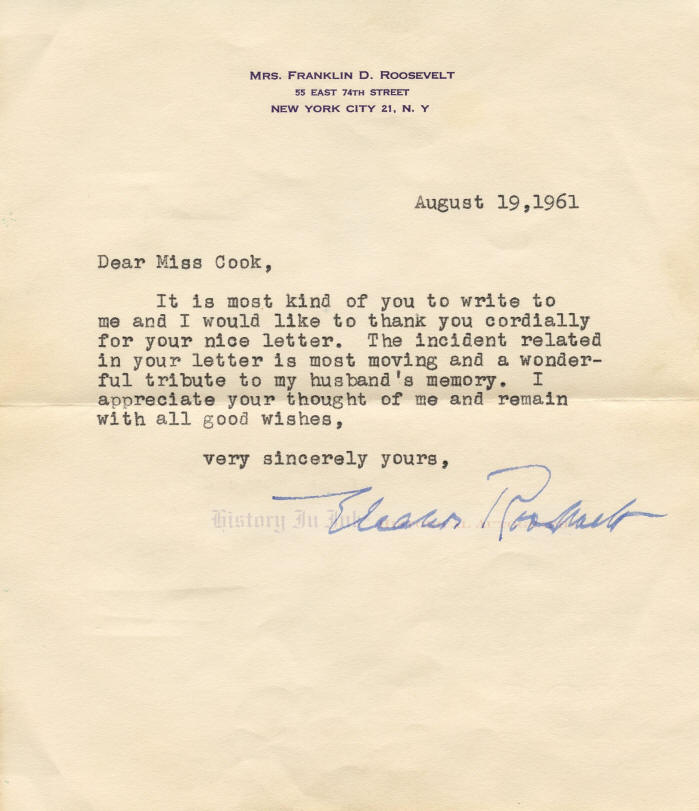 MRS. FRANKLIN D. ROOSEVELT
55 EAST 74TH STREET
NEW YORK CITY 21, N. Y
August 19,1961
Dear Miss Cook,
It is most kind of you to write to
me and I would like to thank you cordially
for your nice letter. The incident related
in your letter is most moving and a wonder-
ful tribute to my husband's memory. I
appreciate your thought of me and remain
with all good wishes,
very sincerely yours,
Eleanor Roosevelt
History In Ink